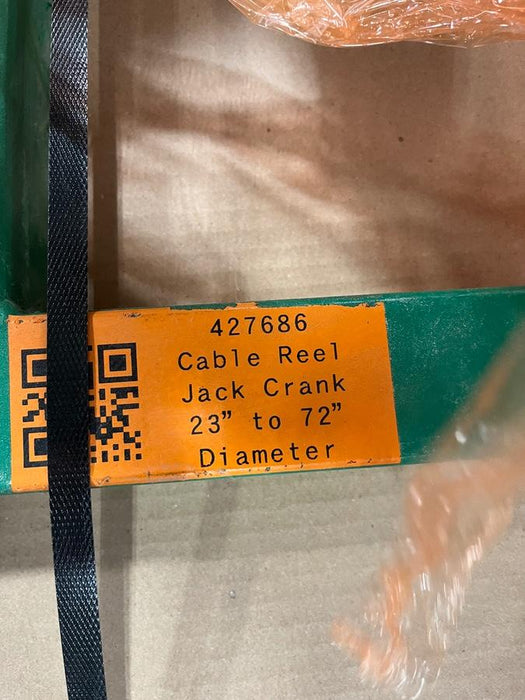 427686
Cable Reel
Jack Crank
23” to 72”
Diameter